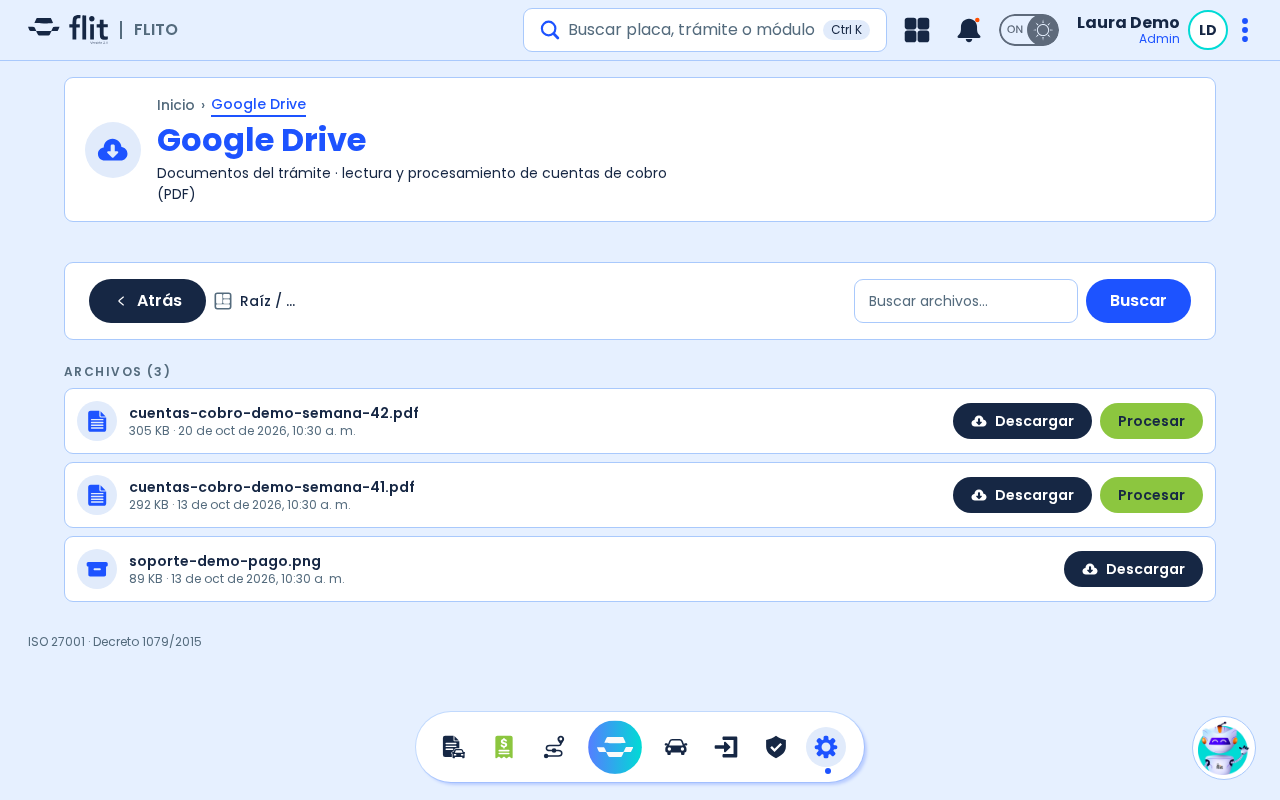 flit | FLITO
Buscar placa, trámite o módulo Ctrl K
ON
Laura Demo
Admin
LD
Inicio › Google Drive
Google Drive
Documentos del trámite · lectura y procesamiento de cuentas de cobro
(PDF)
Atrás
Raíz / ...
Buscar archivos...
Buscar
ARCHIVOS (3)
cuentas-cobro-demo-semana-42.pdf
305 KB · 20 de oct de 2026, 10:30 a. m.
Descargar
Procesar
cuentas-cobro-demo-semana-41.pdf
292 KB · 13 de oct de 2026, 10:30 a. m.
Descargar
Procesar
soporte-demo-pago.png
89 KB · 13 de oct de 2026, 10:30 a. m.
Descargar
ISO 27001 · Decreto 1079/2015